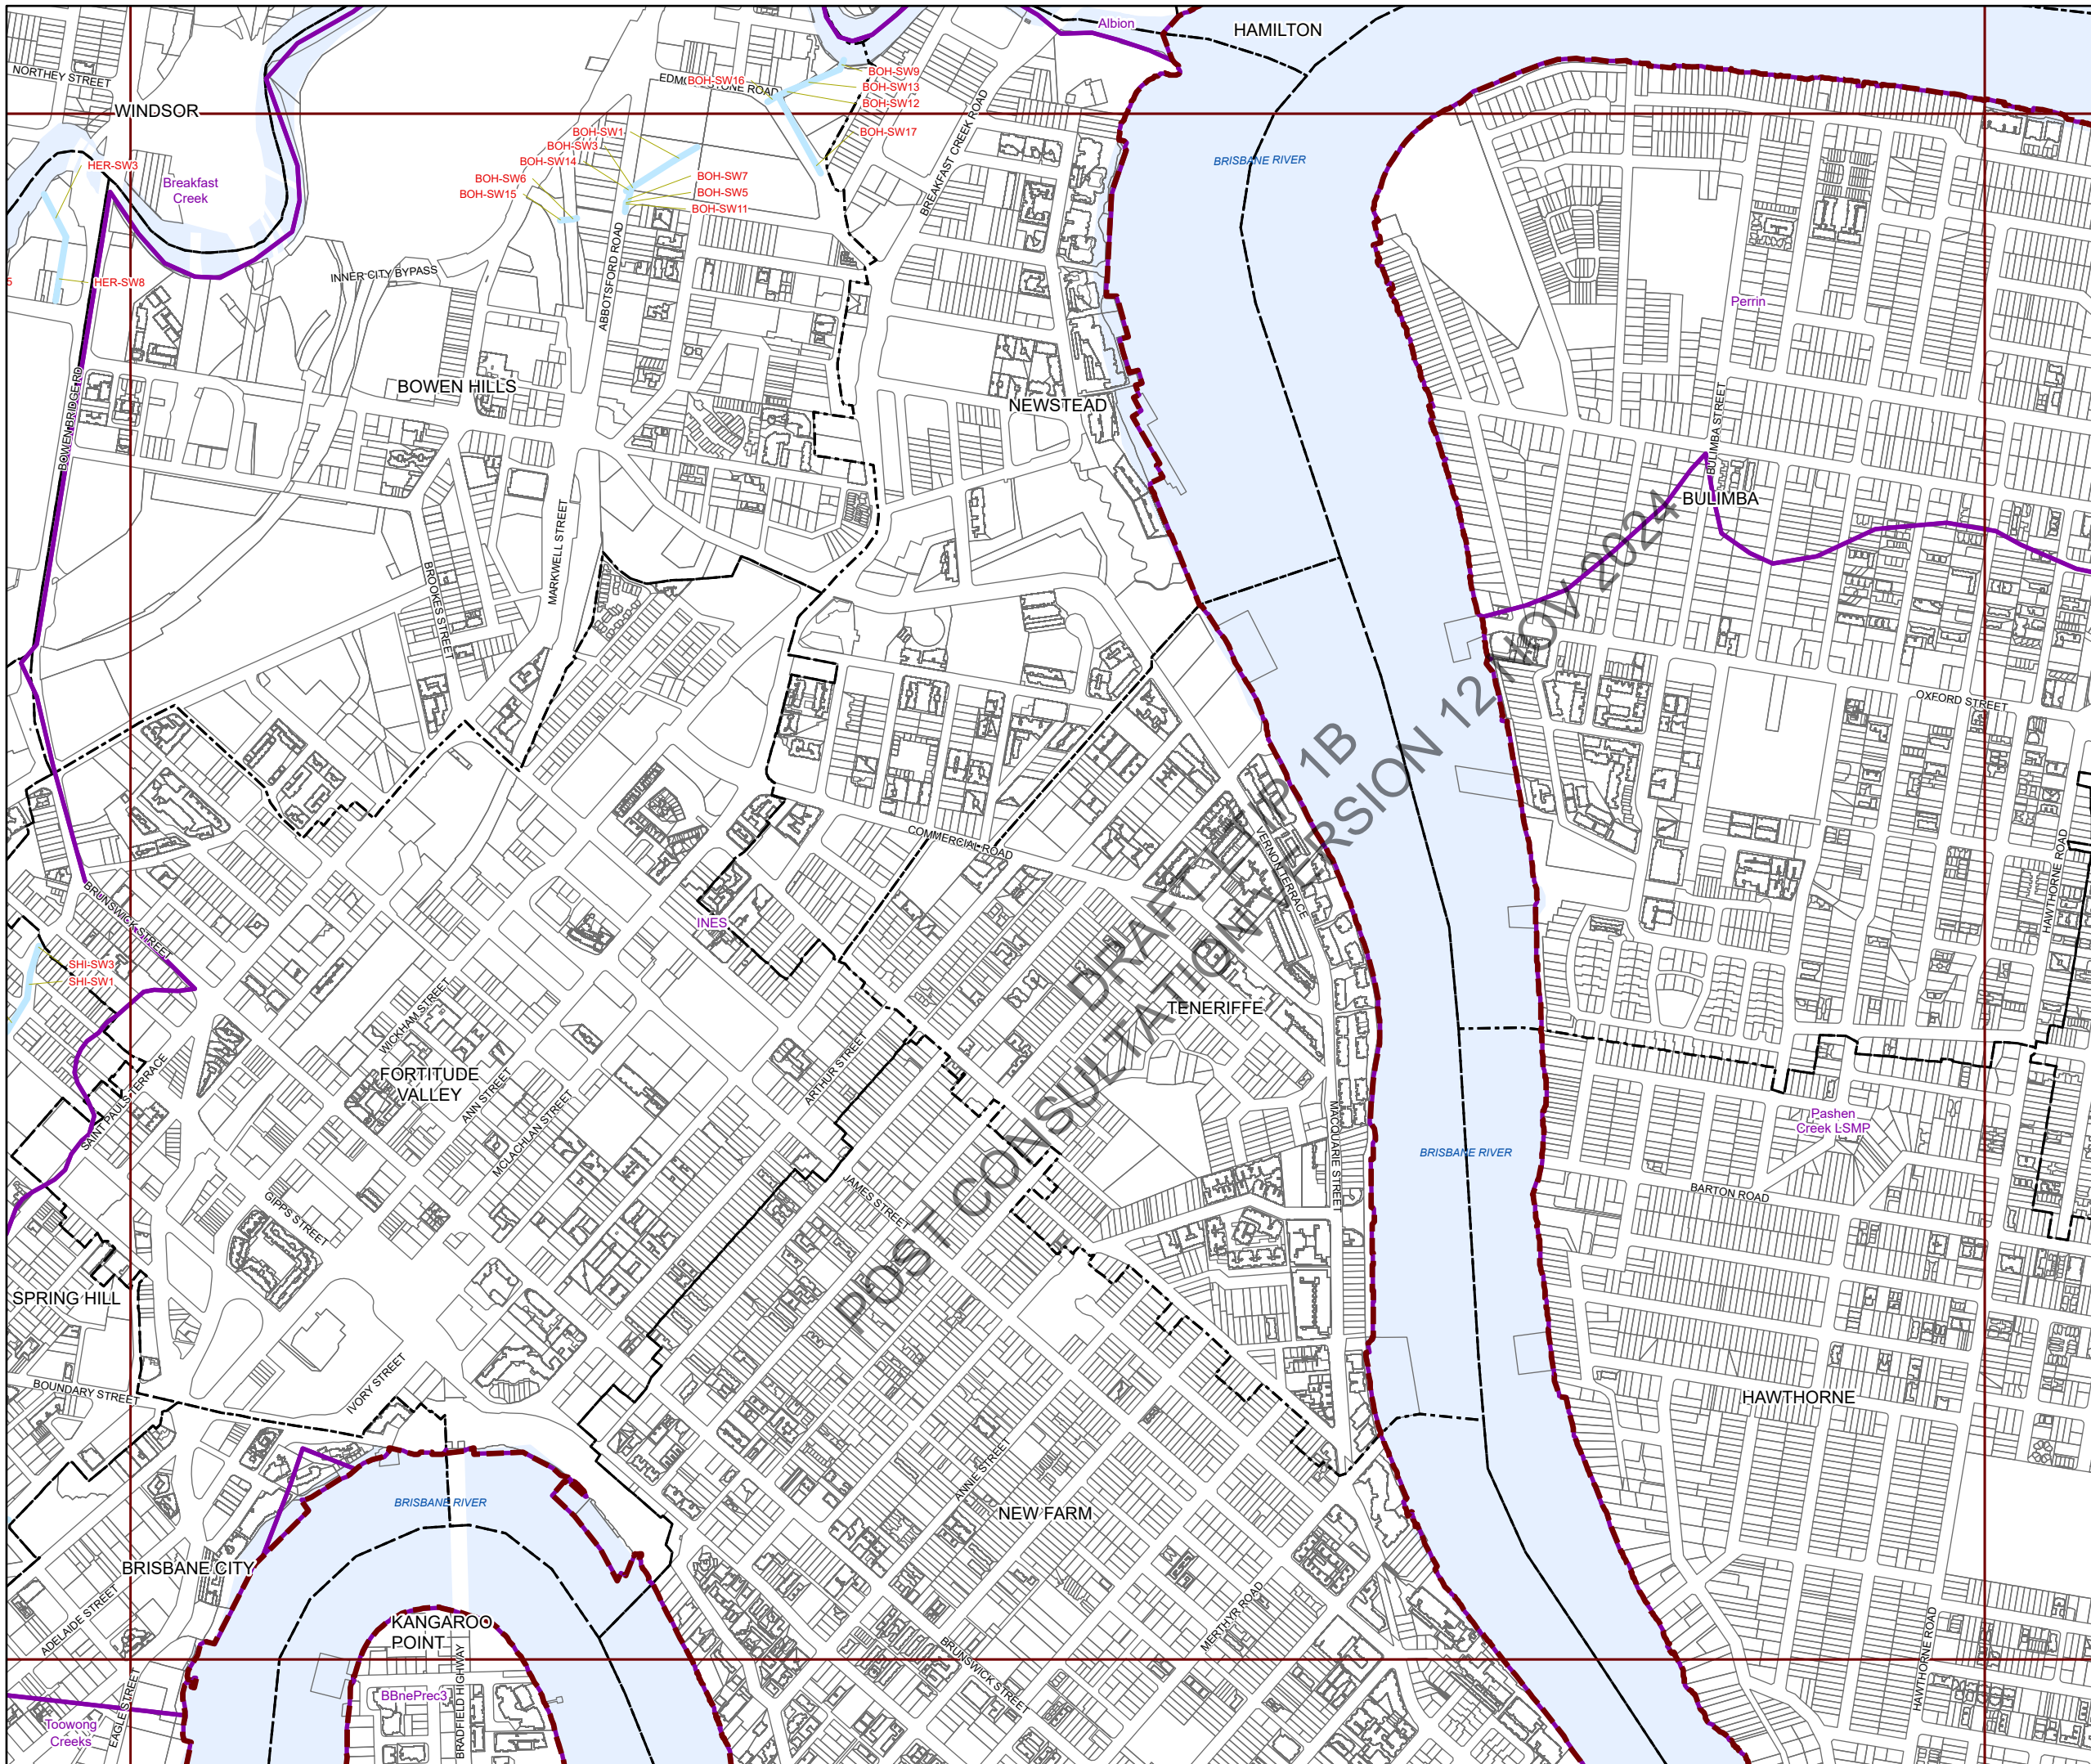 Albion
HAMILTON
NORTHEY STREET
WINDSOR
BOH-SW16
BOH-SW9
BOH-SW13
BOH-SW12
BOH-SW17
BREAKFAST CREEK ROAD
BOH-SW1
BOH-SW3
BOH-SW14
BOH-SW6
BOH-SW15
BOH-SW7
BOH-SW5
BOH-SW11
HER-SW3
Breakfast
Creek
BRISBANE RIVER
INNER CITY BYPASS
ABBOTSFORD ROAD
5
HER-SW8
Perrin
BOWEN BRIDGE RD
BOWEN HILLS
NEWSTEAD
BULIMBA STREET
BULIMBA
MARKWELL STREET
BROOKES STREET
OXFORD STREET
COMMERCIAL ROAD
VERNON TERRACE
HAWTHORNE ROAD
BRUNSWICK STREET
INES
SHI-SW3
SHI-SW1
WICKHAM STREET
TENERIFFE
FORTITUDE
VALLEY
ANN STREET
MCLACHLAN STREET
ARTHUR STREET
SAINT PAULS TERRACE
MACQUARIE STREET
Pashen
Creek LSMP
BRISBANE RIVER
BARTON ROAD
JAMES STREET
GIPPS STREET
SPRING HILL
BOUNDARY STREET
IVORY STREET
HAWTHORNE
ANNIE STREET
BRISBANE RIVER
NEW FARM
BRISBANE CITY
ADELAIDE STREET
KANGAROO
POINT
MERTHYR ROAD
BRUNSWICK STREET
HAWTHORNE ROAD
BBnePrec3
BRADFIELD HIGHWAY
EAGLE STREET
Toowong
Creeks
POST CONSULTATION VERSION 12 NOV 2024